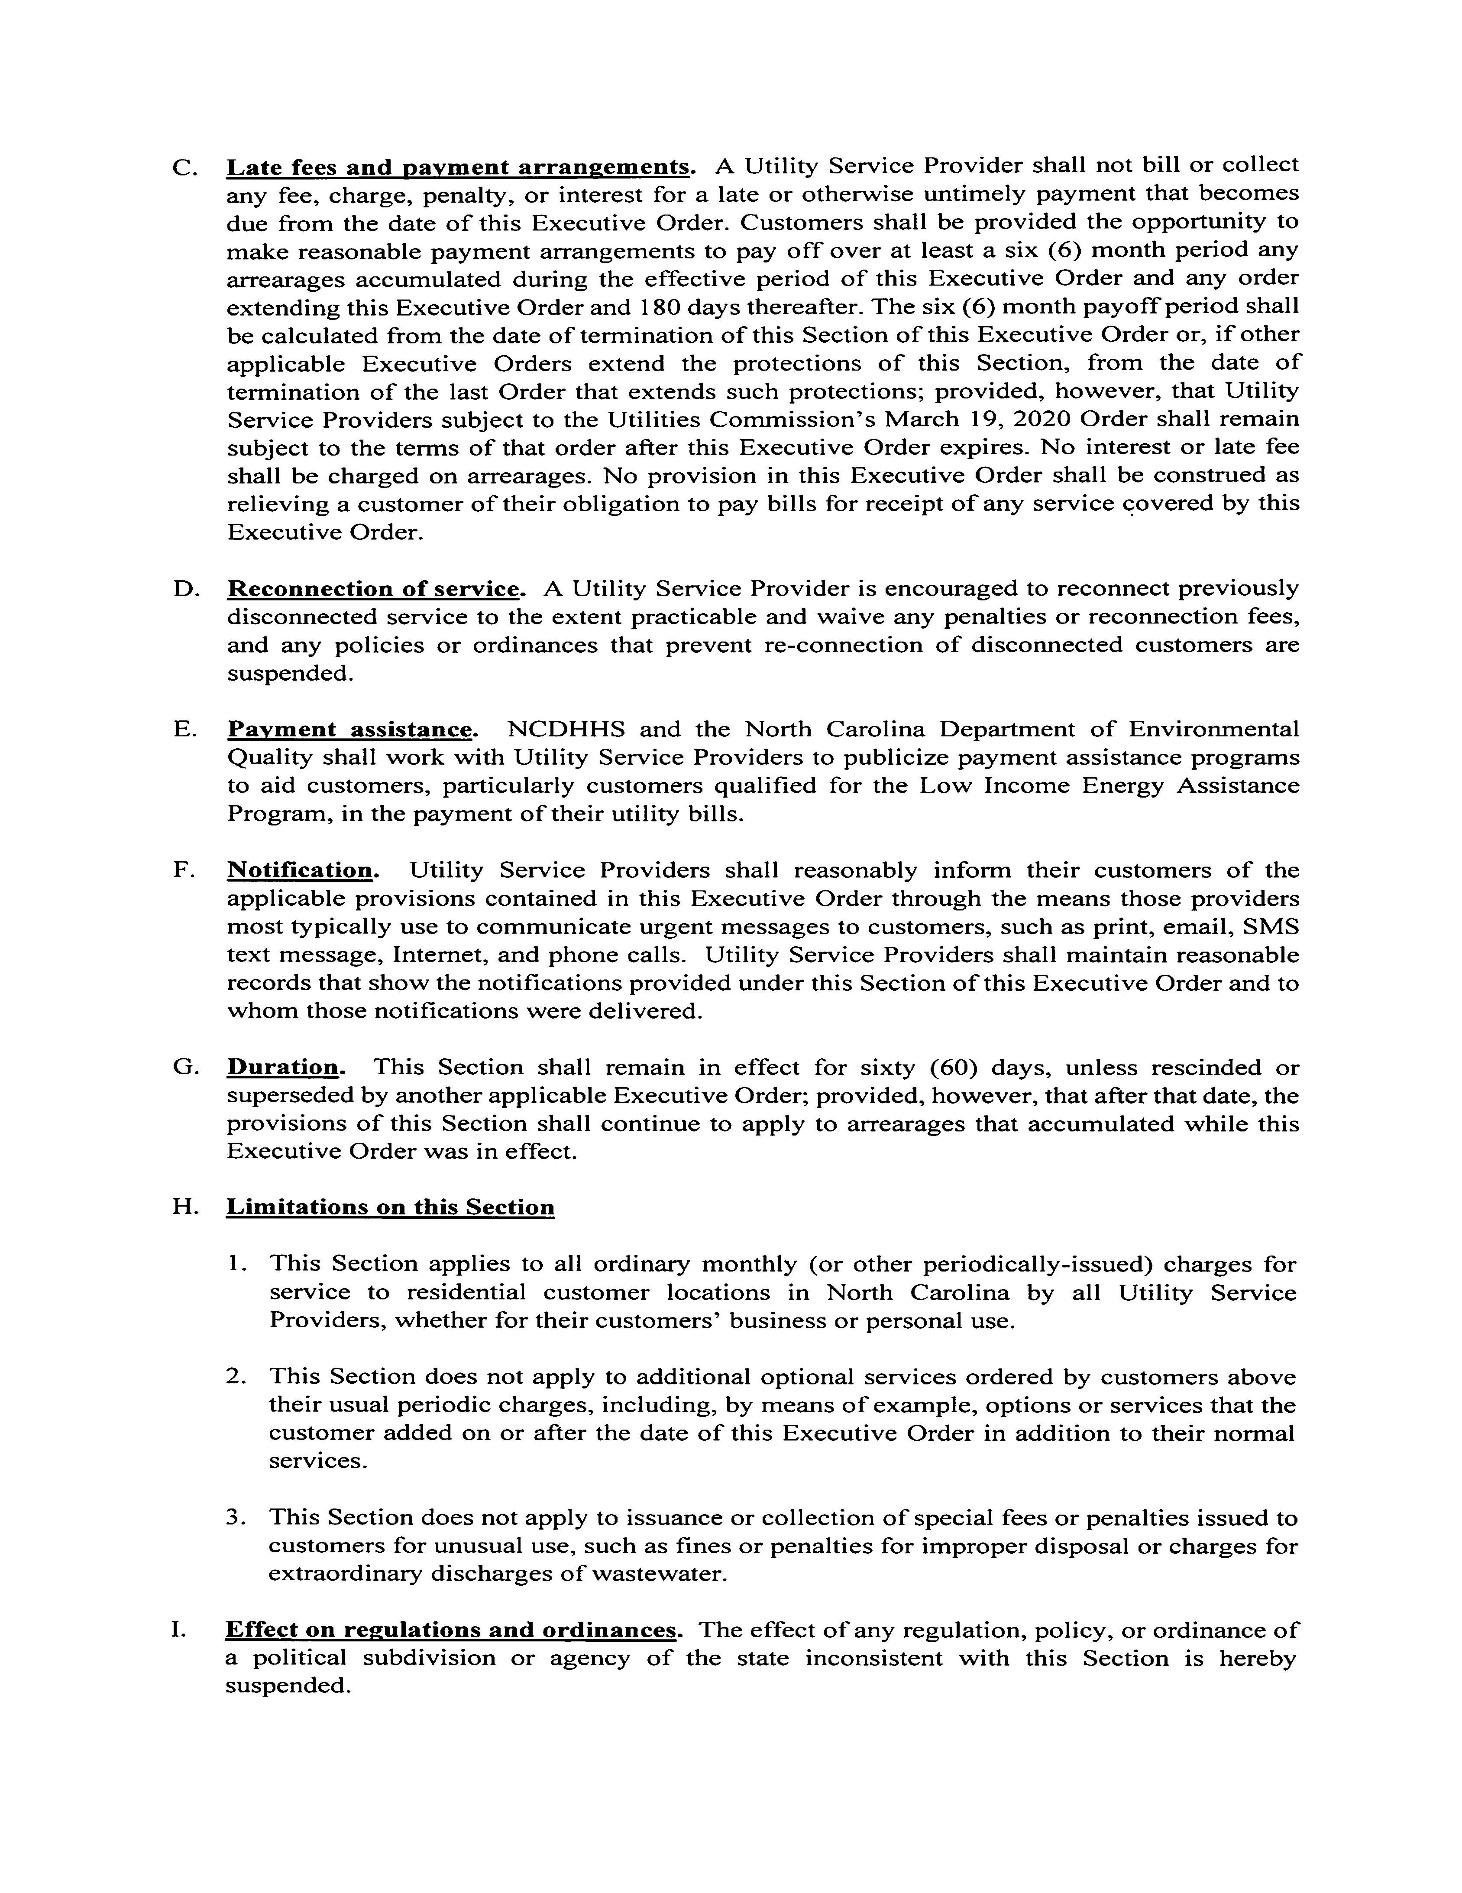 C. Late fees and payment arrangements. A Utility Service Provider shall not bill or collect
any fee, charge, penalty, or interest for a late or otherwise untimely payment that becomes
due from the date of this Executive Order. Customers shall be provided the opportunity to
make reasonable payment arrangements to pay off over at least a six (6) month period any
arrearages accumulated during the effective period of this Executive Order and any order
extending this Executive Order and 180 days thereafter. The six (6) month payoff period shall
be calculated from the date of termination of this Section of this Executive Order or, if other
applicable Executive Orders extend the protections of this Section, from the date of
termination of the last Order that extends such protections; provided, however, that Utility
Service Providers subject to the Utilities Commission's March 19, 2020 Order shall remain
subject to the terms of that order after this Executive Order expires. No interest or late fee
shall be charged on arrearages. No provision in this Executive Order shall be construed as
relieving a customer of their obligation to pay bills for receipt of any service covered by this
Executive Order.
D. Reconnection of service. A Utility Service Provider is encouraged to reconnect previously
disconnected service to the extent practicable and waive any penalties or reconnection fees,
and any policies or ordinances that prevent re-connection of disconnected customers are
suspended.
E. Payment assistance. NCDHHS and the North Carolina Department of Environmental
Quality shall work with Utility Service Providers to publicize payment assistance programs
to aid customers, particularly customers qualified for the Low Income Energy Assistance
Program, in the payment of their utility bills.
F. Notification. Utility Service Providers shall reasonably inform their customers of the
applicable provisions contained in this Executive Order through the means those providers
most typically use to communicate urgent messages to customers, such as print, email, SMS
text message, Internet, and phone calls. Utility Service Providers shall maintain reasonable
records that show the notifications provided under this Section of this Executive Order and to
whom those notifications were delivered.
G. Duration. This Section shall remain in effect for sixty (60) days, unless rescinded or
superseded by another applicable Executive Order; provided, however, that after that date, the
provisions of this Section shall continue to apply to arrearages that accumulated while this
Executive Order was in effect.
H. Limitations on this Section
1. This Section applies to all ordinary monthly (or other periodically-issued) charges for
service to residential customer locations in North Carolina by all Utility Service
Providers, whether for their customers' business or personal use.
2. This Section does not apply to additional optional services ordered by customers above
their usual periodic charges, including, by means of example, options or services that the
customer added on or after the date of this Executive Order in addition to their normal
services.
3. This Section does not apply to issuance or collection of special fees or penalties issued to
customers for unusual use, such as fines or penalties for improper disposal or charges for
extraordinary discharges of wastewater.
I. Effect on regulations and ordinances. The effect of any regulation, policy, or ordinance of
a political subdivision or agency of the state inconsistent with this Section is hereby
suspended.